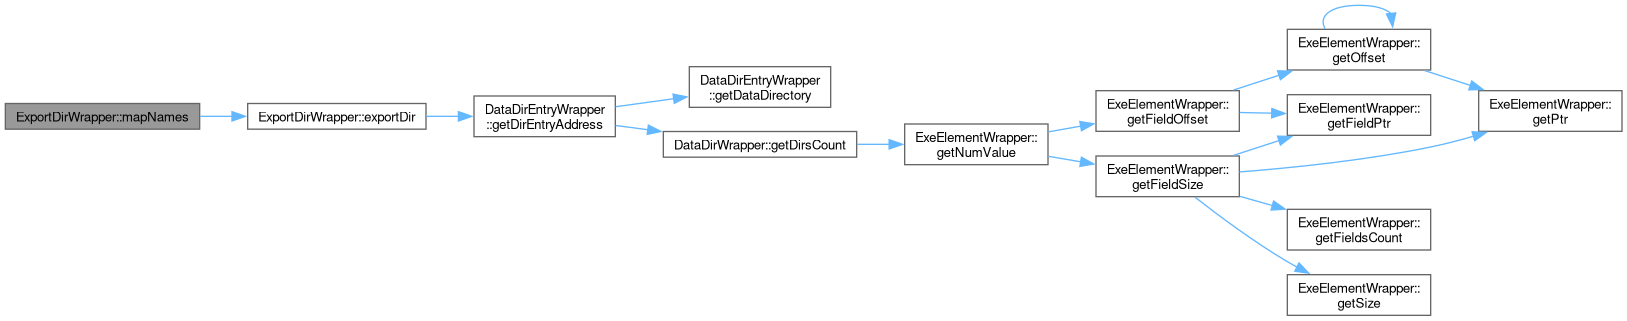 ExportDirWrapper::mapNames
ExportDirWrapper::exportDir
DataDirEntryWrapper
::getDirEntryAddress
DataDirEntryWrapper
::getDataDirectory
DataDirWrapper::getDirsCount
ExeElementWrapper::
getNumValue
ExeElementWrapper::
getFieldOffset
ExeElementWrapper::
getFieldSize
ExeElementWrapper::
getOffset
ExeElementWrapper::
getFieldPtr
ExeElementWrapper::
getFieldsCount
ExeElementWrapper::
getSize
ExeElementWrapper::
getPtr